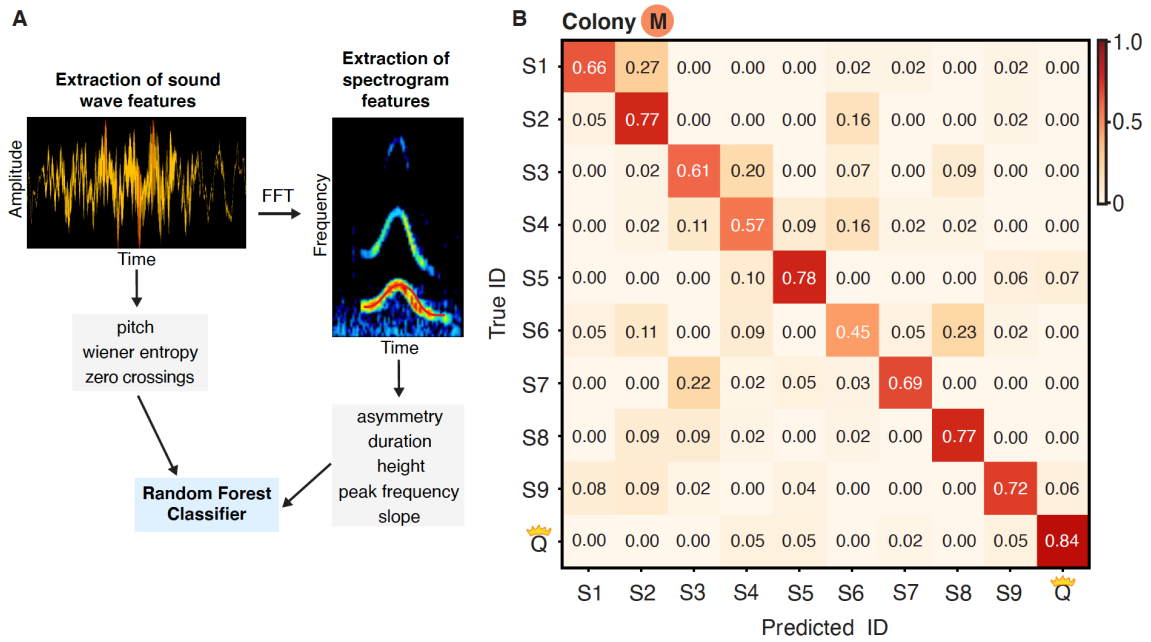 A
Extraction of sound
wave features
Amplitude
Time
FFT
Extraction of
spectrogram
features
Frequency
Time
pitch
wiener entropy
zero crossings
asymmetry
duration
height
peak frequency
slope
Random Forest
Classifier
B
Colony M
True ID
S1 0.66 0.27 0.00 0.00 0.00 0.02 0.02 0.00 0.02 0.00
S2 0.05 0.77 0.00 0.00 0.00 0.16 0.00 0.00 0.02 0.00
S3 0.00 0.02 0.61 0.20 0.00 0.07 0.00 0.09 0.00 0.00
S4 0.00 0.02 0.11 0.57 0.09 0.16 0.02 0.02 0.00 0.00
S5 0.00 0.00 0.00 0.10 0.78 0.00 0.00 0.00 0.06 0.07
S6 0.05 0.11 0.00 0.09 0.00 0.45 0.05 0.23 0.02 0.00
S7 0.00 0.00 0.22 0.02 0.05 0.03 0.69 0.00 0.00 0.00
S8 0.00 0.09 0.09 0.02 0.00 0.02 0.00 0.77 0.00 0.00
S9 0.08 0.09 0.02 0.00 0.04 0.00 0.00 0.00 0.72 0.06
Q 0.00 0.00 0.00 0.05 0.05 0.00 0.02 0.00 0.05 0.84
S1 S2 S3 S4 S5 S6 S7 S8 S9 Q
Predicted ID
1.0
0.5
0